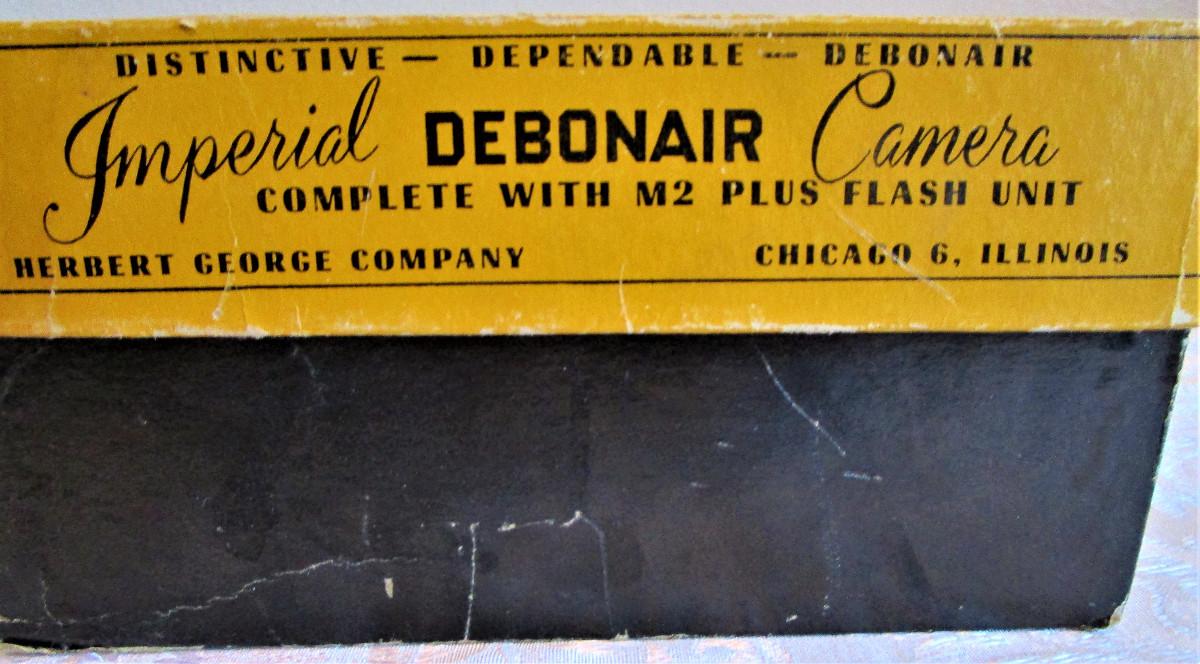 DISTINCTIVE — DEPENDABLE — DEBONAIR
Imperial DEBONAIR Camera
COMPLETE WITH M2 PLUS FLASH UNIT
HERBERT GEORGE COMPANY CHICAGO 6, ILLINOIS